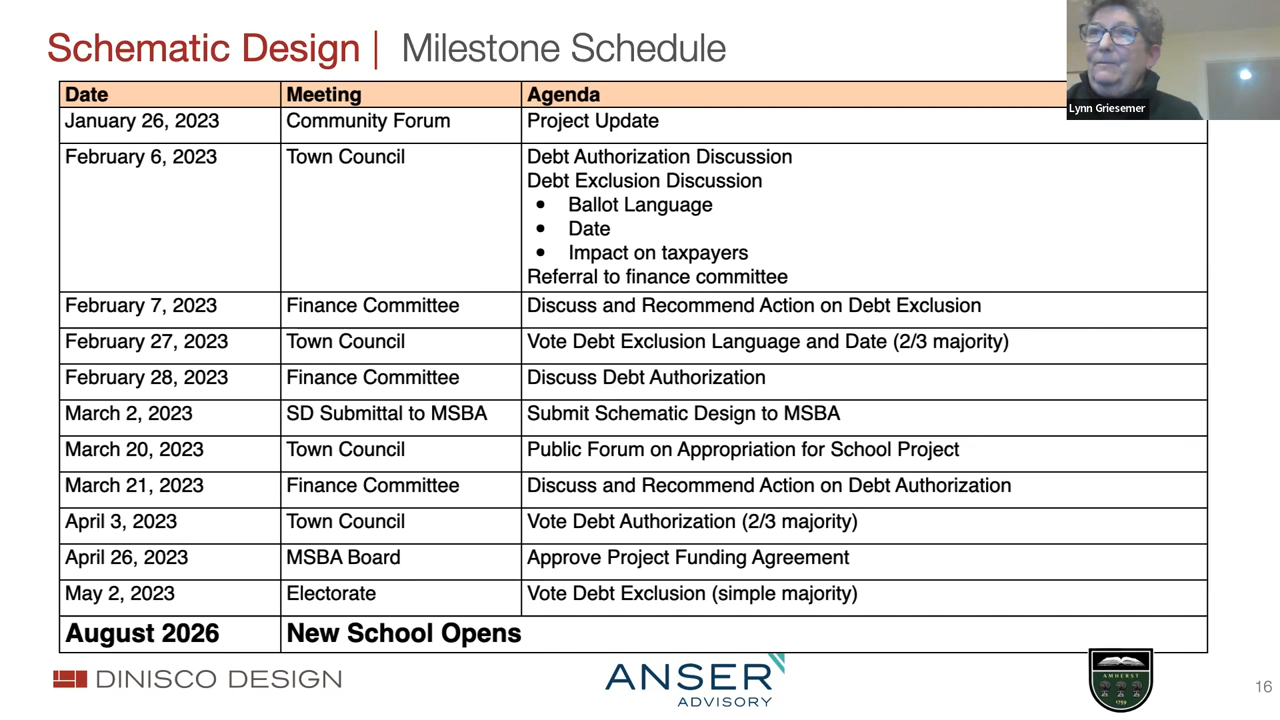 Schematic Design | Milestone Schedule
Lynn Griesemer
Date Meeting Agenda
January 26, 2023 Community Forum Project Update
February 6, 2023 Town Council Debt Authorization Discussion
Debt Exclusion Discussion
• Ballot Language
• Date
• Impact on taxpayers
Referral to finance committee
February 7, 2023 Finance Committee Discuss and Recommend Action on Debt Exclusion
February 27, 2023 Town Council Vote Debt Exclusion Language and Date (2/3 majority)
February 28, 2023 Finance Committee Discuss Debt Authorization
March 2, 2023 SD Submittal to MSBA Submit Schematic Design to MSBA
March 20, 2023 Town Council Public Forum on Appropriation for School Project
March 21, 2023 Finance Committee Discuss and Recommend Action on Debt Authorization
April 3, 2023 Town Council Vote Debt Authorization (2/3 majority)
April 26, 2023 MSBA Board Approve Project Funding Agreement
May 2, 2023 Electorate Vote Debt Exclusion (simple majority)
August 2026 New School Opens
DINISCO DESIGN
ANSER
ADVISORY
AMHERST
1759
16